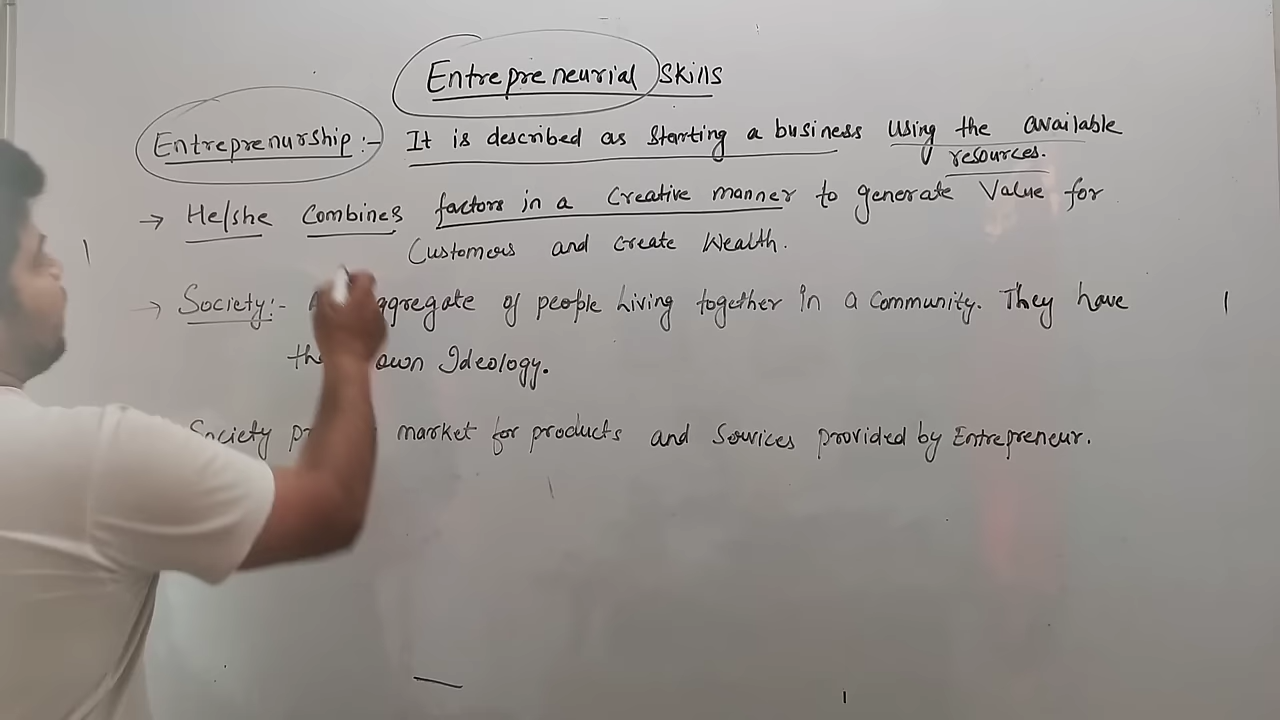 Entrepreneurial Skills
Entreprenurship:- It is described as starting a business using the available
resources.
→ He/she Combines factors in a Creative manner to generate Value for
Customers and Create Wealth.
→ Society:- aggregate of people living together in a Community. They have
own Ideology.
Society market for products and Services provided by Entrepreneur.